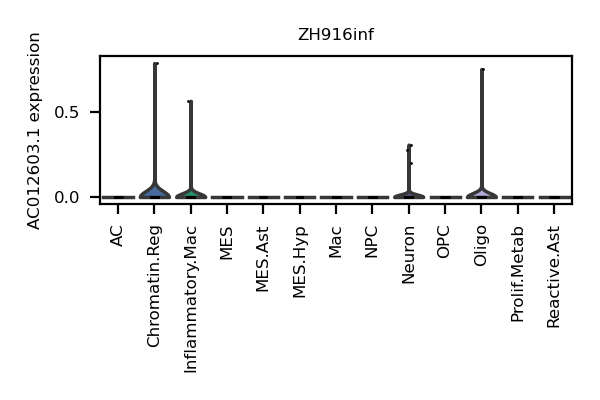 ZH916inf
AC012603.1 expression
0.5
0.0
AC
Chromatin.Reg
Inflammatory.Mac
MES
MES.Ast
MES.Hyp
Mac
NPC
Neuron
OPC
Oligo
Prolif.Metab
Reactive.Ast